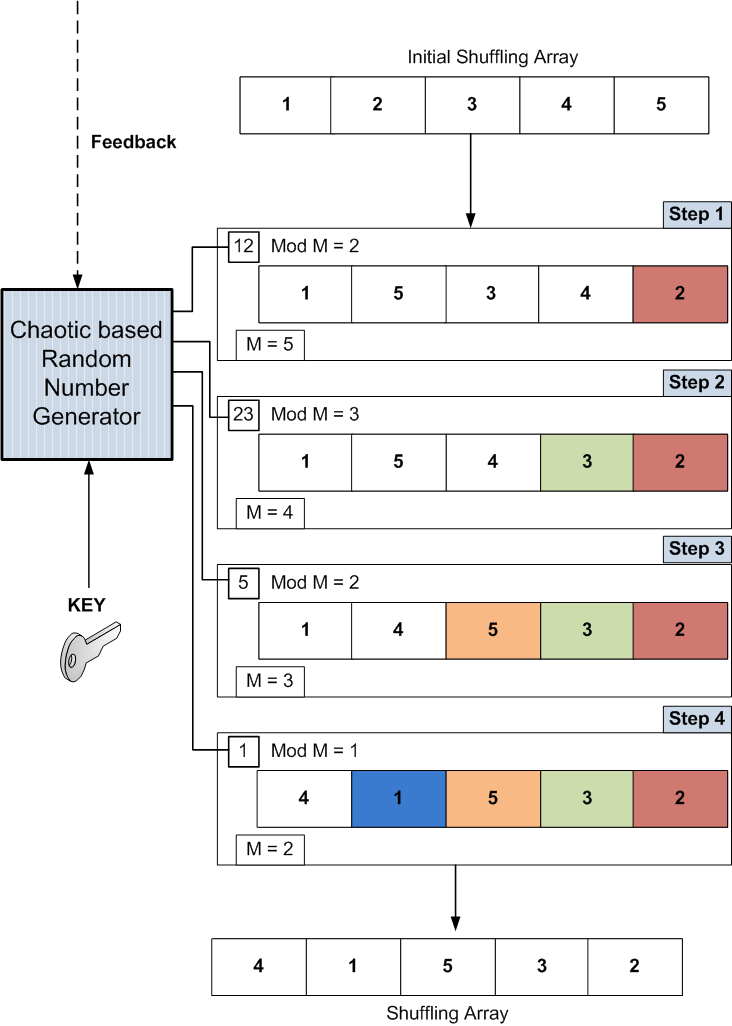 Initial Shuffling Array
1 2 3 4 5
Feedback
Step 1
12 Mod M = 2
1 5 3 4 2
M = 5
Chaotic based
Random
Number
Generator
Step 2
23 Mod M = 3
1 5 4 3 2
M = 4
Step 3
5 Mod M = 2
1 4 5 3 2
M = 3
KEY
Step 4
1 Mod M = 1
4 1 5 3 2
M = 2
4 1 5 3 2
Shuffling Array